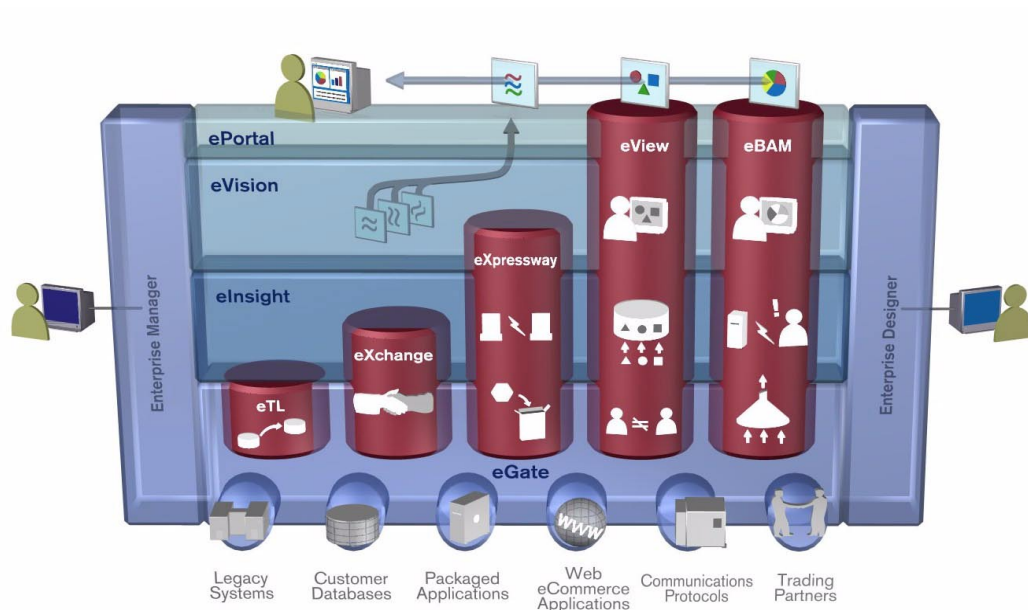 ePortal
eView
eBAM
eVision
eXpressway
eInsight
eXchange
eTL
Enterprise Manager
Enterprise Designer
eGate
WWW
Legacy
Systems
Customer
Databases
Packaged
Applications
Web
eCommerce
Applications
Communications
Protocols
Trading
Partners